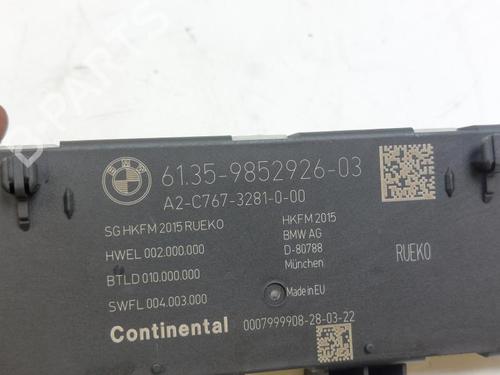 BMW
61.35-9852926-03
A2-C767-3281-0-00
SG HKFM 2015 RUEKO
HWEL 002.000.000
BTLD 010.000.000
SWFL 004.003.000
HKFM 2015
BMW AG
D-80788
München
Made in EU
RUEKO
Continental 0007999908-28-03-22
B-PARTS